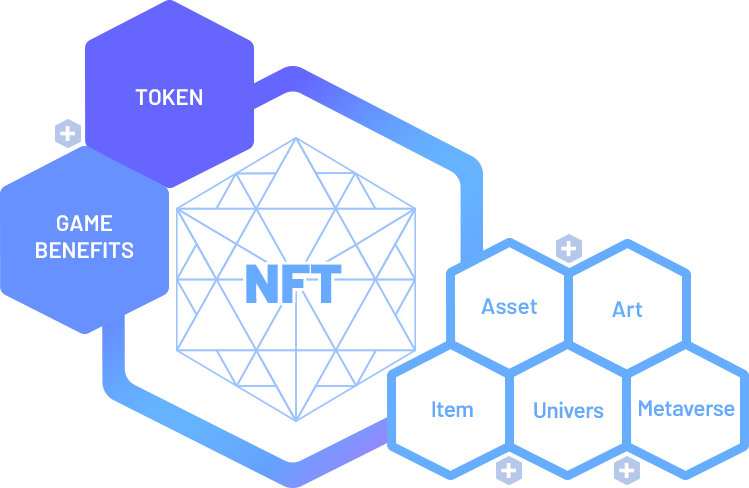 TOKEN
GAME
BENEFITS
NFT
Asset
Art
Item
Univers
Metaverse